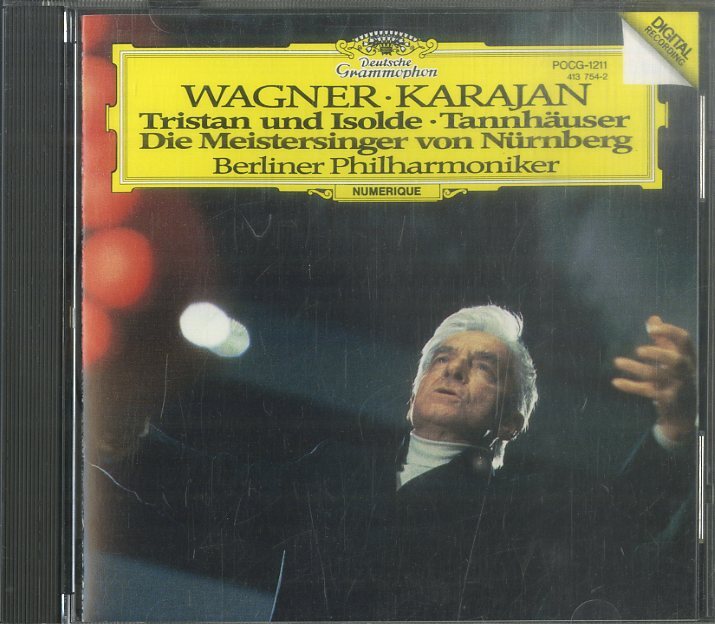 Deutsche
Grammophon
POCG-1211
413 754-2
DIGITAL
RECORDING
WAGNER · KARAJAN
Tristan und Isolde · Tannhäuser
Die Meistersinger von Nürnberg
Berliner Philharmoniker
NUMERIQUE